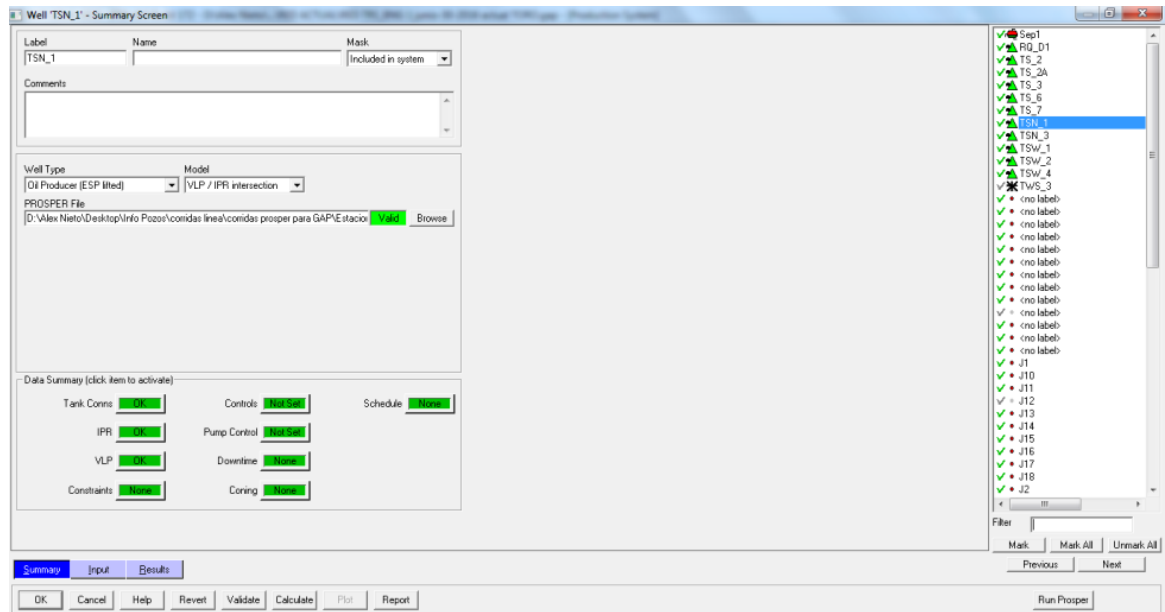 Well 'TSN_1' - Summary Screen
Label Name Mask
TSN_1 Included in system
Comments
Well Type Model
Oil Producer (ESP lifted) VLP / IPR intersection
PROSPER File
D:\Alex Nieto\Desktop\Info Pozos\corridas linea\corridas prosper para GAP\Estacior Valid Browse
Data Summary (click item to activate)
Tank Conns OK Controls Not Set Schedule None
IPR OK Pump Control Not Set
VLP OK Downtime None
Constraints None Coning None
Summary Input Results
OK Cancel Help Revert Validate Calculate Plot Report
Sep1
RQ_D1
TS_2
TS_2A
TS_3
TS_6
TS_7
TSN_1
TSN_3
TSW_1
TSW_2
TSW_4
TWS_3
<no label>
<no label>
<no label>
<no label>
<no label>
<no label>
<no label>
<no label>
<no label>
<no label>
<no label>
<no label>
<no label>
J1
J10
J11
J12
J13
J14
J15
J16
J17
J18
J2
Filter
Mark Mark All Unmark All
Previous Next
Run Prosper